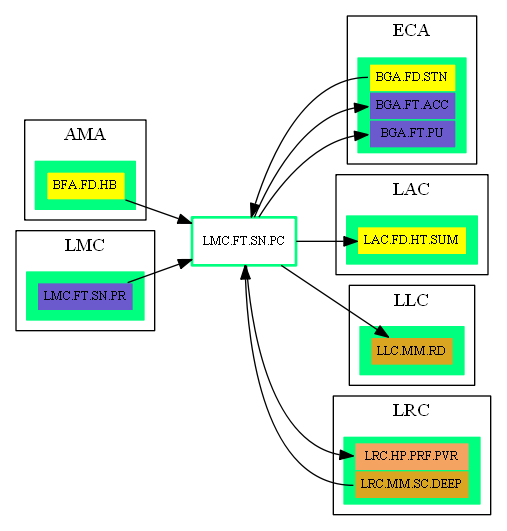 ECA
BGA.FD.STN
BGA.FT.ACC
BGA.FT.PU
AMA
BFA.FD.HB
LAC
LAC.FD.HT.SUM
LMC
LMC.FT.SN.PR
LMC.FT.SN.PC
LLC
LLC.MM.RD
LRC
LRC.HP.PRF.PVR
LRC.MM.SC.DEEP